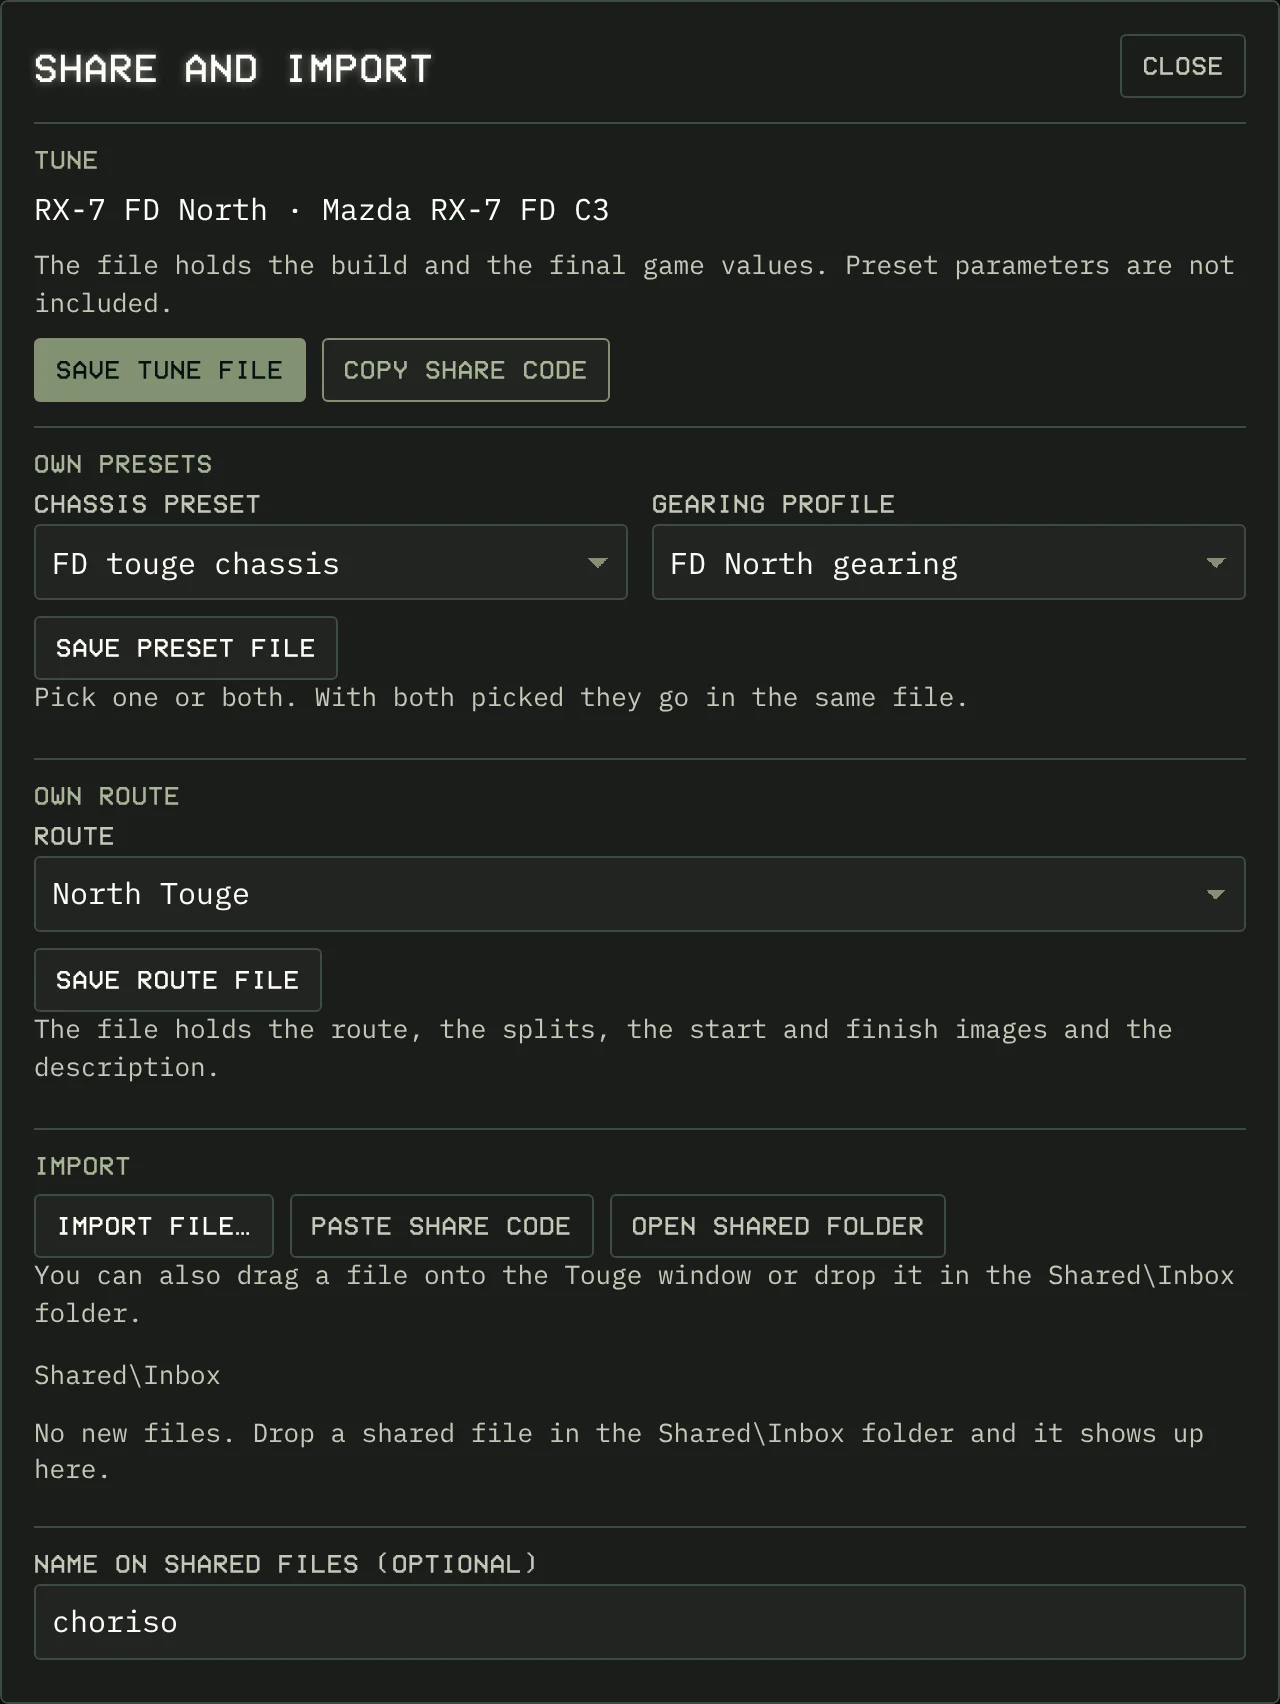 SHARE AND IMPORT
CLOSE
TUNE
RX-7 FD North · Mazda RX-7 FD C3
The file holds the build and the final game values. Preset parameters are not
included.
SAVE TUNE FILE
COPY SHARE CODE
OWN PRESETS
CHASSIS PRESET
GEARING PROFILE
FD touge chassis
FD North gearing
SAVE PRESET FILE
Pick one or both. With both picked they go in the same file.
OWN ROUTE
ROUTE
North Touge
SAVE ROUTE FILE
The file holds the route, the splits, the start and finish images and the
description.
IMPORT
IMPORT FILE…
PASTE SHARE CODE
OPEN SHARED FOLDER
You can also drag a file onto the Touge window or drop it in the Shared\Inbox
folder.
Shared\Inbox
No new files. Drop a shared file in the Shared\Inbox folder and it shows up
here.
NAME ON SHARED FILES (OPTIONAL)
choriso